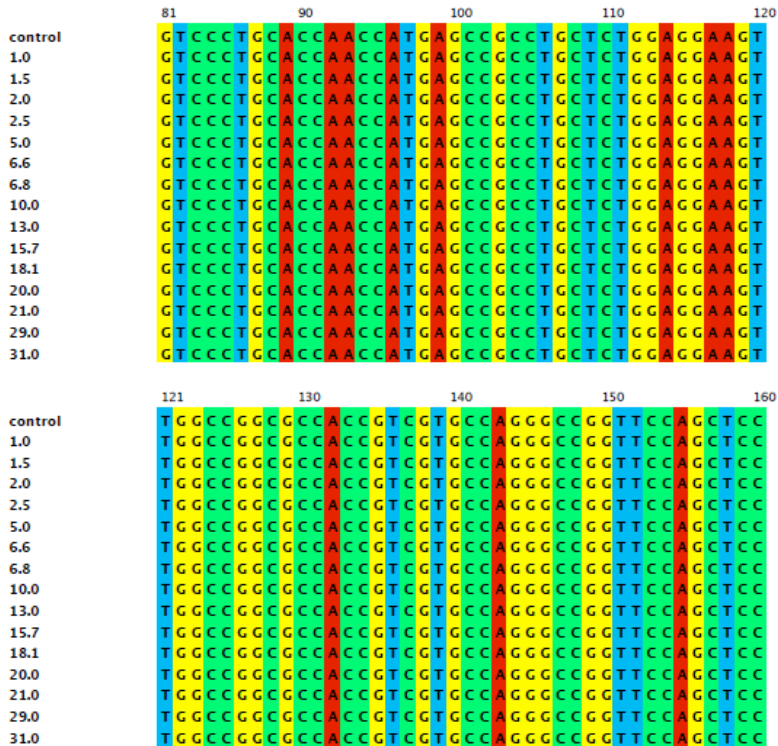 81 90 100 110 120
control GTCCCTGCACCAACCATGAGCCGCCTGCTCTGGAGGAAGT
1.0 GTCCCTGCACCAACCATGAGCCGCCTGCTCTGGAGGAAGT
1.5 GTCCCTGCACCAACCATGAGCCGCCTGCTCTGGAGGAAGT
2.0 GTCCCTGCACCAACCATGAGCCGCCTGCTCTGGAGGAAGT
2.5 GTCCCTGCACCAACCATGAGCCGCCTGCTCTGGAGGAAGT
5.0 GTCCCTGCACCAACCATGAGCCGCCTGCTCTGGAGGAAGT
6.6 GTCCCTGCACCAACCATGAGCCGCCTGCTCTGGAGGAAGT
6.8 GTCCCTGCACCAACCATGAGCCGCCTGCTCTGGAGGAAGT
10.0 GTCCCTGCACCAACCATGAGCCGCCTGCTCTGGAGGAAGT
13.0 GTCCCTGCACCAACCATGAGCCGCCTGCTCTGGAGGAAGT
15.7 GTCCCTGCACCAACCATGAGCCGCCTGCTCTGGAGGAAGT
18.1 GTCCCTGCACCAACCATGAGCCGCCTGCTCTGGAGGAAGT
20.0 GTCCCTGCACCAACCATGAGCCGCCTGCTCTGGAGGAAGT
21.0 GTCCCTGCACCAACCATGAGCCGCCTGCTCTGGAGGAAGT
29.0 GTCCCTGCACCAACCATGAGCCGCCTGCTCTGGAGGAAGT
31.0 GTCCCTGCACCAACCATGAGCCGCCTGCTCTGGAGGAAGT
121 130 140 150 160
control TGGCCGGCGCCACCGTCGTGCCAGGGCCGGTTCCAGCTCC
1.0 TGGCCGGCGCCACCGTCGTGCCAGGGCCGGTTCCAGCTCC
1.5 TGGCCGGCGCCACCGTCGTGCCAGGGCCGGTTCCAGCTCC
2.0 TGGCCGGCGCCACCGTCGTGCCAGGGCCGGTTCCAGCTCC
2.5 TGGCCGGCGCCACCGTCGTGCCAGGGCCGGTTCCAGCTCC
5.0 TGGCCGGCGCCACCGTCGTGCCAGGGCCGGTTCCAGCTCC
6.6 TGGCCGGCGCCACCGTCGTGCCAGGGCCGGTTCCAGCTCC
6.8 TGGCCGGCGCCACCGTCGTGCCAGGGCCGGTTCCAGCTCC
10.0 TGGCCGGCGCCACCGTCGTGCCAGGGCCGGTTCCAGCTCC
13.0 TGGCCGGCGCCACCGTCGTGCCAGGGCCGGTTCCAGCTCC
15.7 TGGCCGGCGCCACCGTCGTGCCAGGGCCGGTTCCAGCTCC
18.1 TGGCCGGCGCCACCGTCGTGCCAGGGCCGGTTCCAGCTCC
20.0 TGGCCGGCGCCACCGTCGTGCCAGGGCCGGTTCCAGCTCC
21.0 TGGCCGGCGCCACCGTCGTGCCAGGGCCGGTTCCAGCTCC
29.0 TGGCCGGCGCCACCGTCGTGCCAGGGCCGGTTCCAGCTCC
31.0 TGGCCGGCGCCACCGTCGTGCCAGGGCCGGTTCCAGCTCC